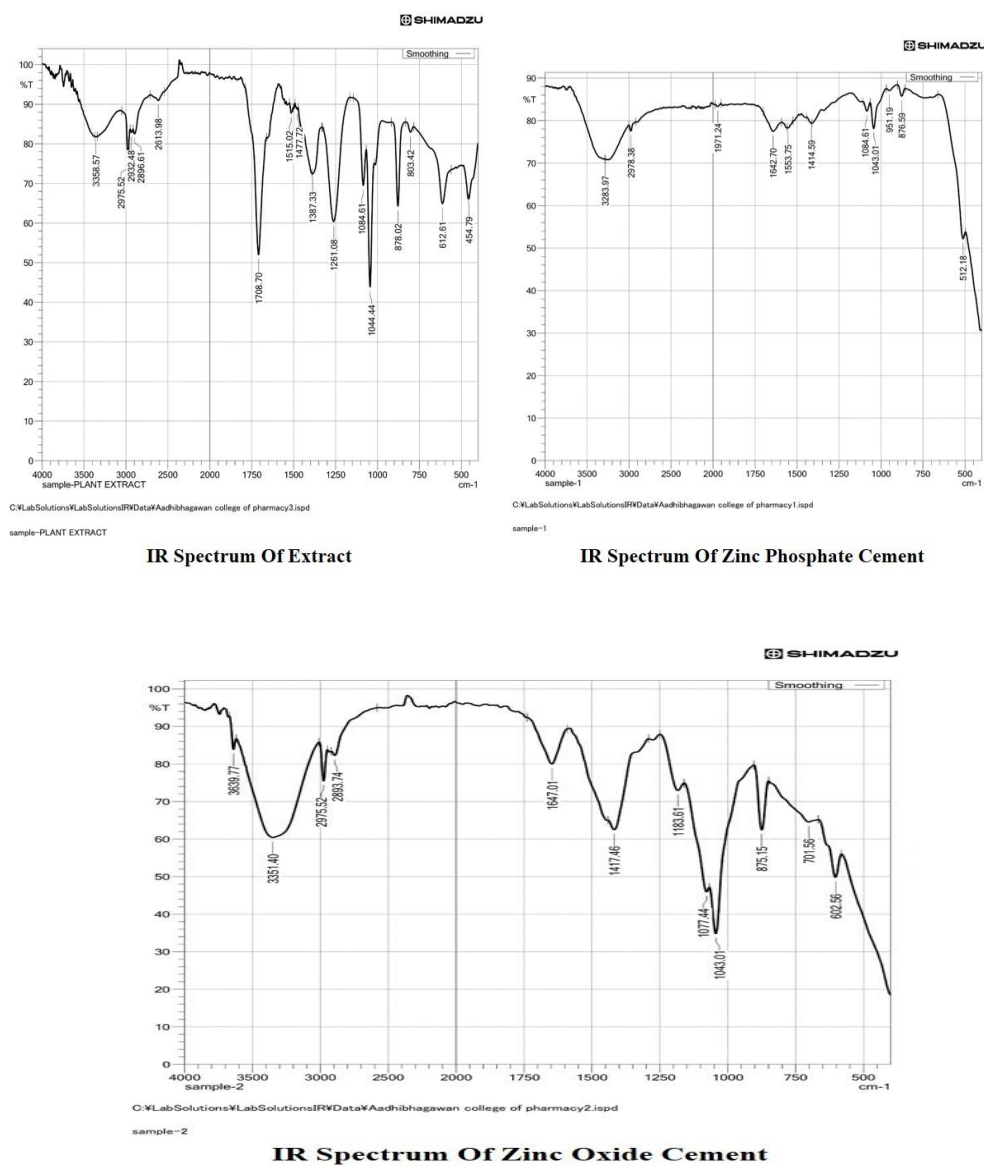 SHIMADZU
Smoothing
100
%T
90
80
70
60
50
40
30
20
10
0
3358.57
2975.52
2932.48
2896.61
2613.98
1708.70
1515.02
1477.72
1387.33
1261.08
1084.61
1044.44
878.02
803.42
612.61
454.79
4000 3000 2000 1750 1500 1250 1000 750 500
sample-PLANT EXTRACT cm-1
C:¥LabSolutions¥LabSolutionsIR¥Data¥Aadhibhagawan college of pharmacy3.ispd
sample-PLANT EXTRACT
IR Spectrum Of Extract
SHIMADZU
Smoothing
90
%T
80
70
60
50
40
30
20
10
0
3283.97
2978.38
1971.24
1642.70
1553.75
1414.59
1084.61
1043.01
951.19
876.59
512.18
4000 3000 2000 1750 1500 1250 1000 750 500
sample-1 cm-1
C:¥LabSolutions¥LabSolutionsIR¥Data¥Aadhibhagawan college of pharmacy1.ispd
sample-1
IR Spectrum Of Zinc Phosphate Cement
SHIMADZU
Smoothing
100
%T
90
80
70
60
50
40
30
20
10
0
3639.77
3351.40
2975.52
2893.74
1647.01
1417.46
1183.61
1077.44
1043.01
875.15
701.56
602.56
4000 3000 2000 1750 1500 1250 1000 750 500
sample-2 cm-1
C:¥LabSolutions¥LabSolutionsIR¥Data¥Aadhibhagawan college of pharmacy2.ispd
sample-2
IR Spectrum Of Zinc Oxide Cement